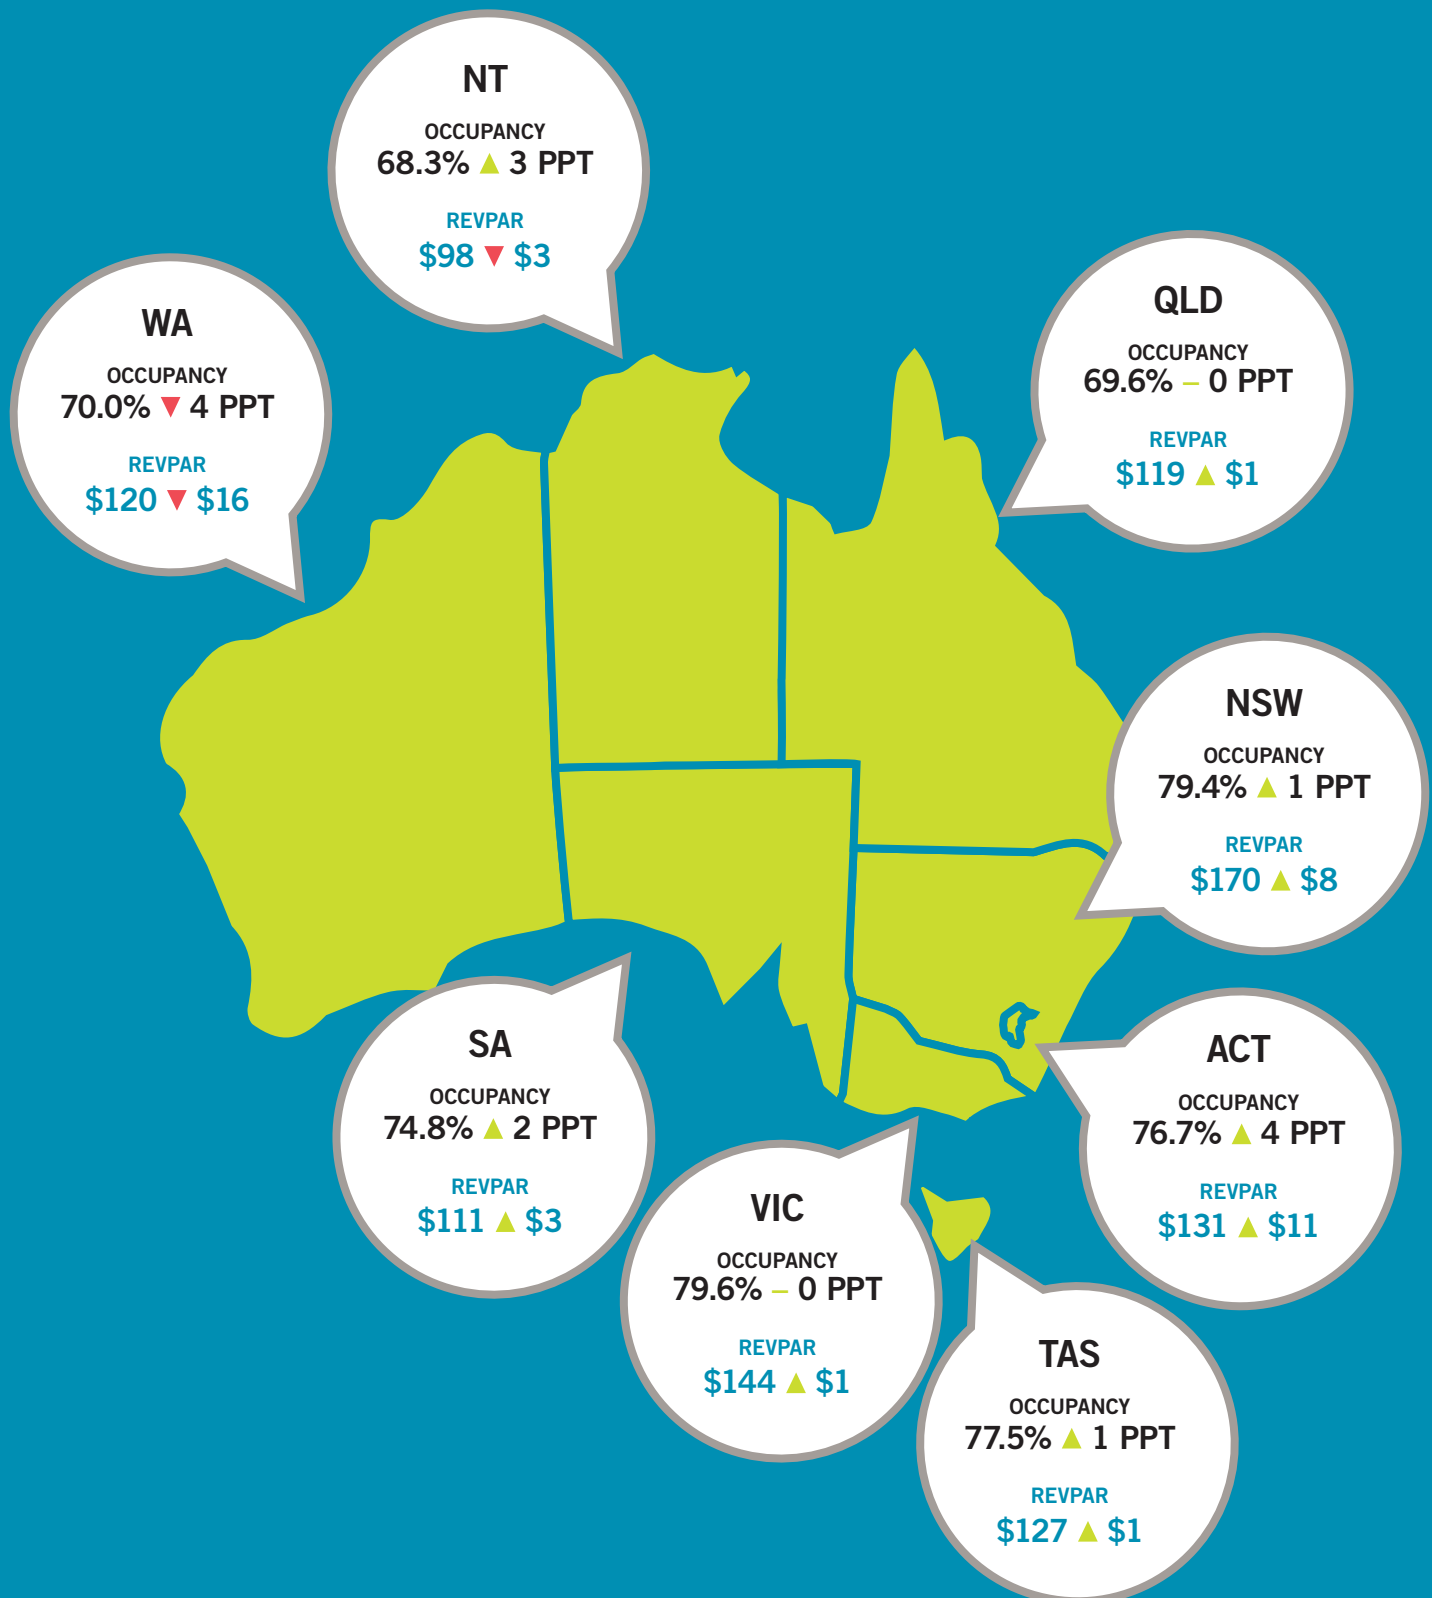 NT
OCCUPANCY
68.3% ▲ 3 PPT
REVPAR
$98 ▼ $3
WA
OCCUPANCY
70.0% ▼ 4 PPT
REVPAR
$120 ▼ $16
QLD
OCCUPANCY
69.6% – 0 PPT
REVPAR
$119 ▲ $1
NSW
OCCUPANCY
79.4% ▲ 1 PPT
REVPAR
$170 ▲ $8
SA
OCCUPANCY
74.8% ▲ 2 PPT
REVPAR
$111 ▲ $3
ACT
OCCUPANCY
76.7% ▲ 4 PPT
REVPAR
$131 ▲ $11
VIC
OCCUPANCY
79.6% – 0 PPT
REVPAR
$144 ▲ $1
TAS
OCCUPANCY
77.5% ▲ 1 PPT
REVPAR
$127 ▲ $1